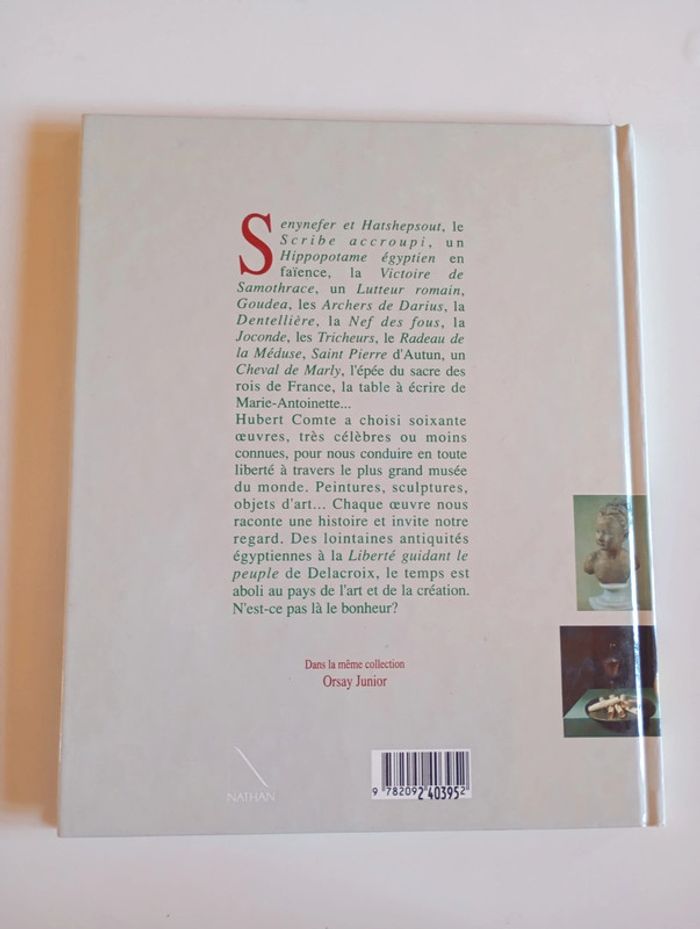 Senynefer et Hatshepsout, le
Scribe accroupi, un
Hippopotame égyptien en
faïence, la Victoire de
Samothrace, un Lutteur romain,
Goudea, les Archers de Darius, la
Dentellière, la Nef des fous, la
Joconde, les Tricheurs, le Radeau de
la Méduse, Saint Pierre d'Autun, un
Cheval de Marly, l'épée du sacre des
rois de France, la table à écrire de
Marie-Antoinette...
Hubert Comte a choisi soixante
œuvres, très célèbres ou moins
connues, pour nous conduire en toute
liberté à travers le plus grand musée
du monde. Peintures, sculptures,
objets d'art... Chaque œuvre nous
raconte une histoire et invite notre
regard. Des lointaines antiquités
égyptiennes à la Liberté guidant le
peuple de Delacroix, le temps est
aboli au pays de l'art et de la création.
N'est-ce pas là le bonheur?
Dans la même collection
Orsay Junior
NATHAN
9 782092 403952